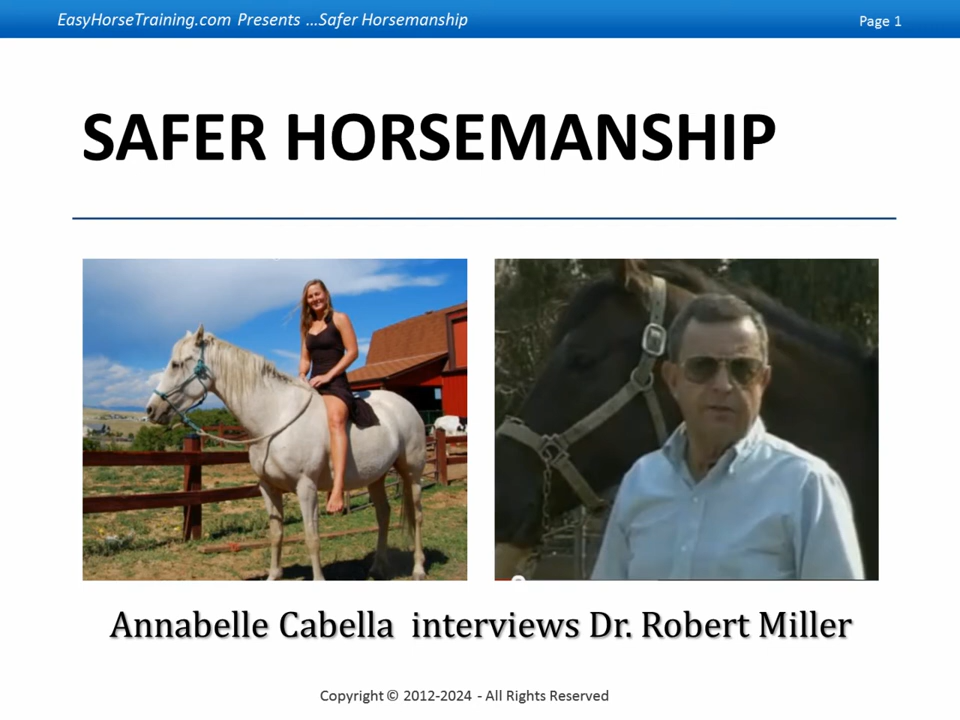 EasyHorseTraining.com Presents ...Safer Horsemanship
Page 1
SAFER HORSEMANSHIP
Annabelle Cabella interviews Dr. Robert Miller
Copyright © 2012-2024 - All Rights Reserved